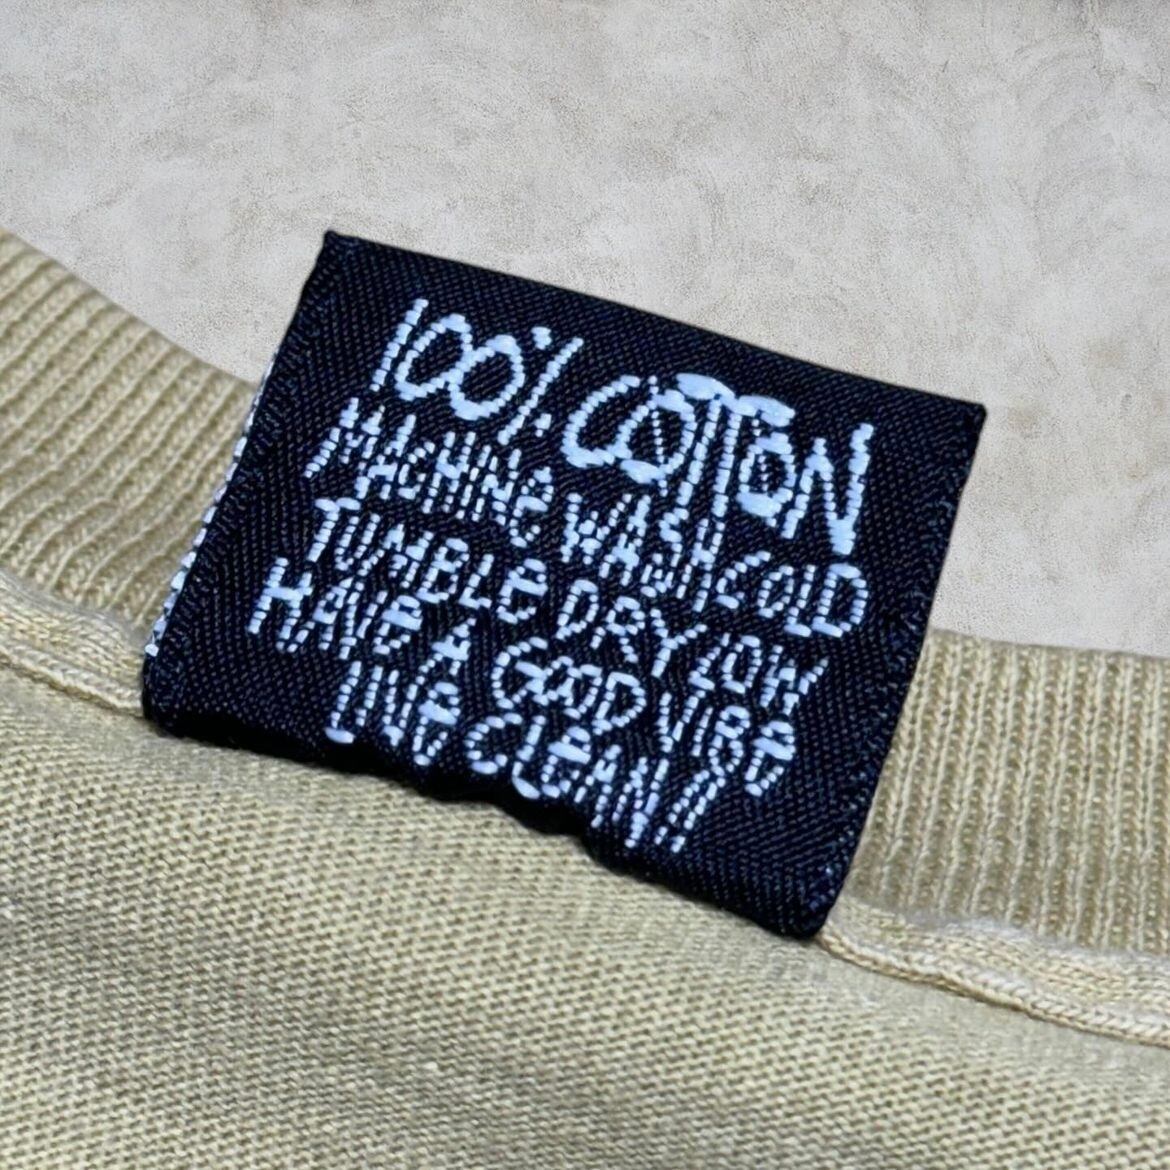 100% COTTON
MACHiNe WASH COLD
TUMBLe DRY LOW
HAVe A GOOD VIBe
LIVe CLeAN!!